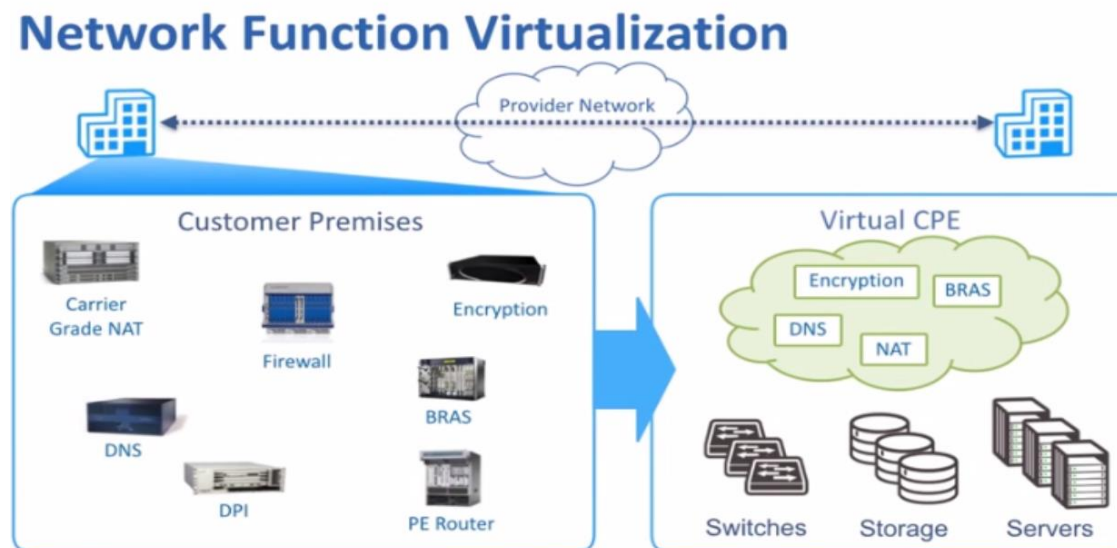 Network Function Virtualization
Provider Network
Customer Premises
Carrier
Grade NAT
Firewall
Encryption
DNS
BRAS
DPI
PE Router
Virtual CPE
Encryption
BRAS
DNS
NAT
Switches
Storage
Servers